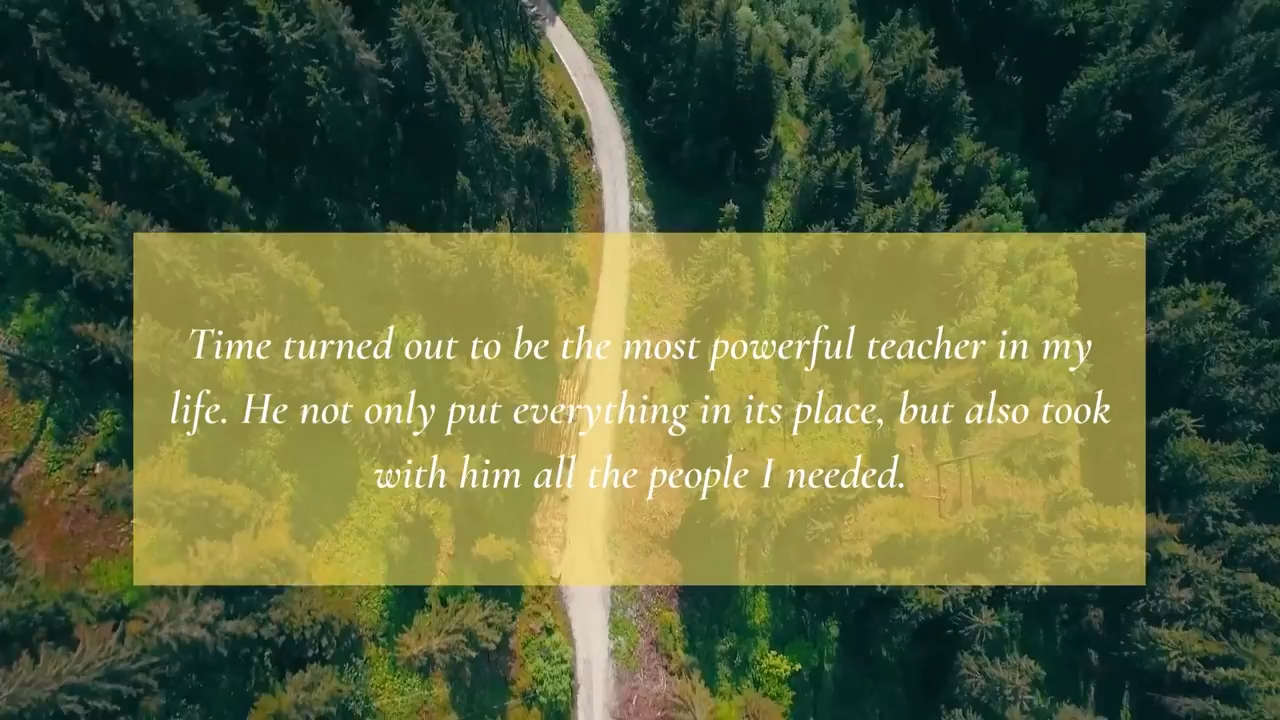 Time turned out to be the most powerful teacher in my
life. He not only put everything in its place, but also took
with him all the people I needed.